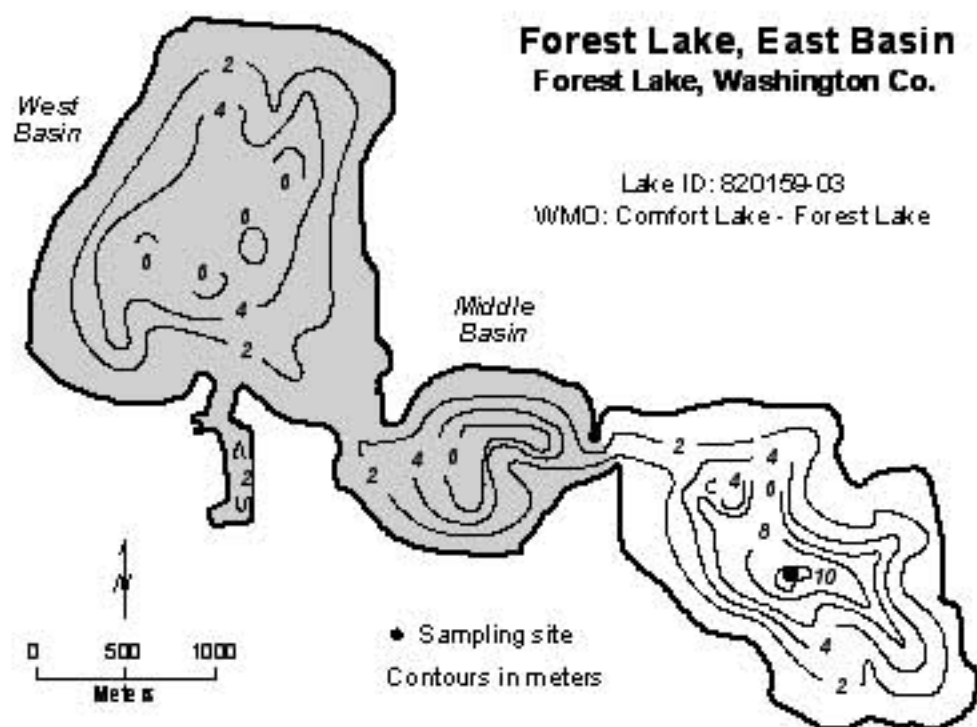 Forest Lake, East Basin
Forest Lake, Washington Co.
West
Basin
Lake ID: 820159-03
WMO: Comfort Lake - Forest Lake
Middle
Basin
2
4
6
6
6
6
4
2
2
2
4
6
2
4
4
6
8
10
4
2
N
0 500 1000
Meters
Sampling site
Contours in meters